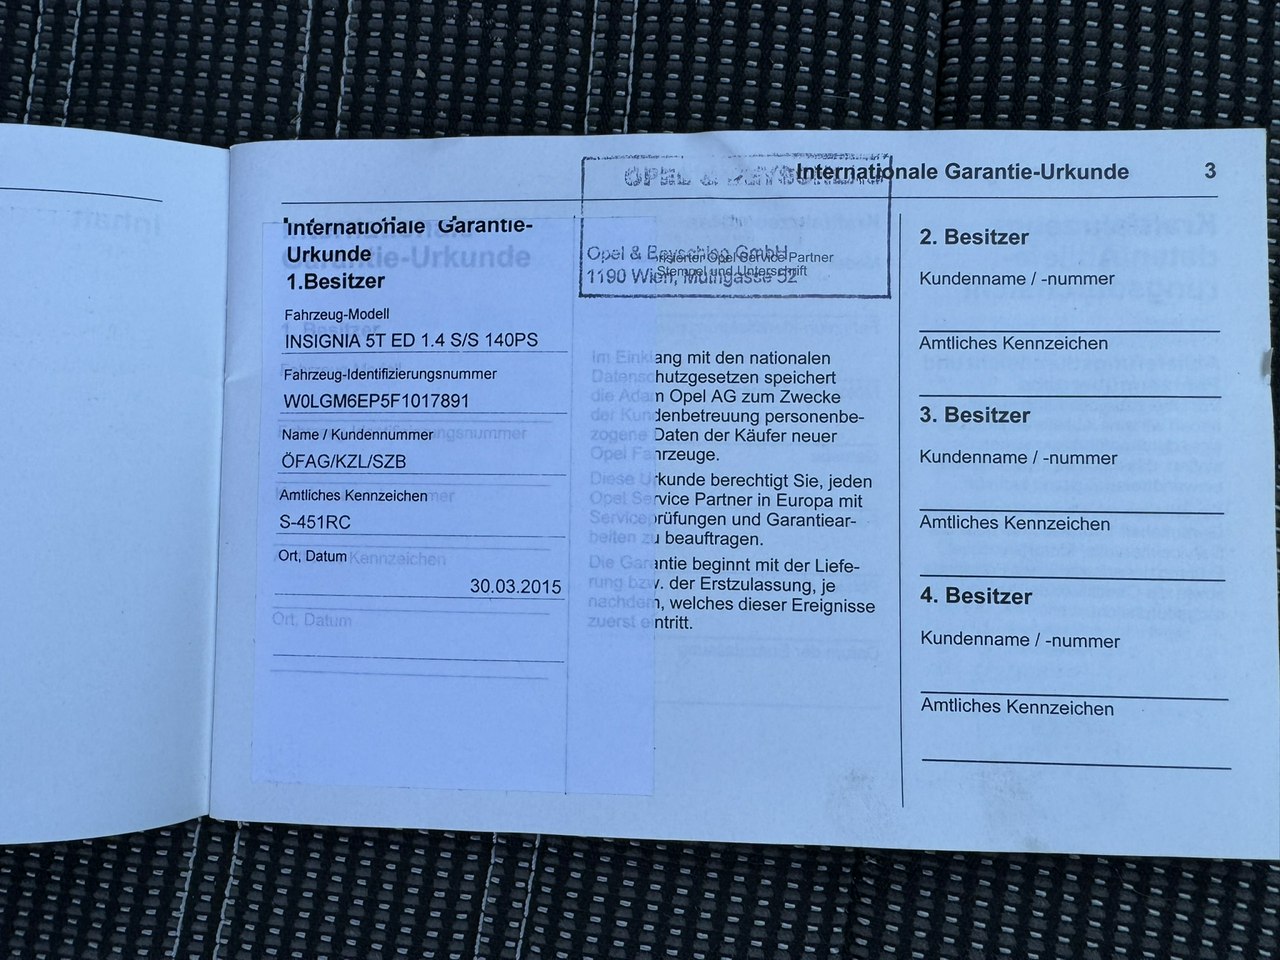 Internationale Garantie-Urkunde 3
Internationale Garantie-
Urkunde
1.Besitzer
Fahrzeug-Modell
INSIGNIA 5T ED 1.4 S/S 140PS
Fahrzeug-Identifizierungsnummer
W0LGM6EP5F1017891
Name / Kundennummer
ÖFAG/KZL/SZB
Amtliches Kennzeichen
S-451RC
Ort, Datum
30.03.2015
Ort, Datum
OPEL & BEYSCHLAG
Opel & Beyschlag GmbH
1190 Wien, Muthgasse 52
risierter Opel Service Partner
Stempel und Unterschrift
Im Einklang mit den nationalen
Datenschutzgesetzen speichert
die Adam Opel AG zum Zwecke
der Kundenbetreuung personenbe-
zogene Daten der Käufer neuer
Opel Fahrzeuge.
Diese Urkunde berechtigt Sie, jeden
Opel Service Partner in Europa mit
Serviceprüfungen und Garantiear-
beiten zu beauftragen.
Die Garantie beginnt mit der Liefe-
rung bzw. der Erstzulassung, je
nachdem, welches dieser Ereignisse
zuerst eintritt.
2. Besitzer
Kundenname / -nummer
Amtliches Kennzeichen
3. Besitzer
Kundenname / -nummer
Amtliches Kennzeichen
4. Besitzer
Kundenname / -nummer
Amtliches Kennzeichen